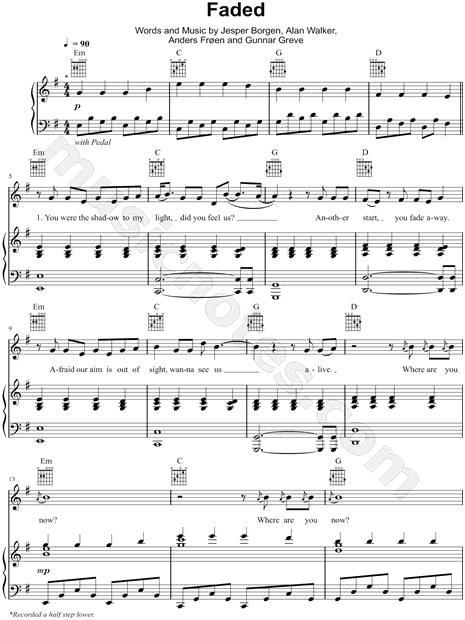 Faded
Words and Music by Jesper Borgen, Alan Walker,
Anders Frøen and Gunnar Greve
♩ = 90
Em C G D
p
with Pedal
5 Em C G D
1. You were the shad-ow to my light, did you feel us? An-oth-er start, you fade a-way.
9 Em C G D
A-fraid our aim is out of sight, wan-na see us a-live. Where are you
13 Em G
now? Where are you now?
mp
*Recorded a half step lower.
musicnotes.com